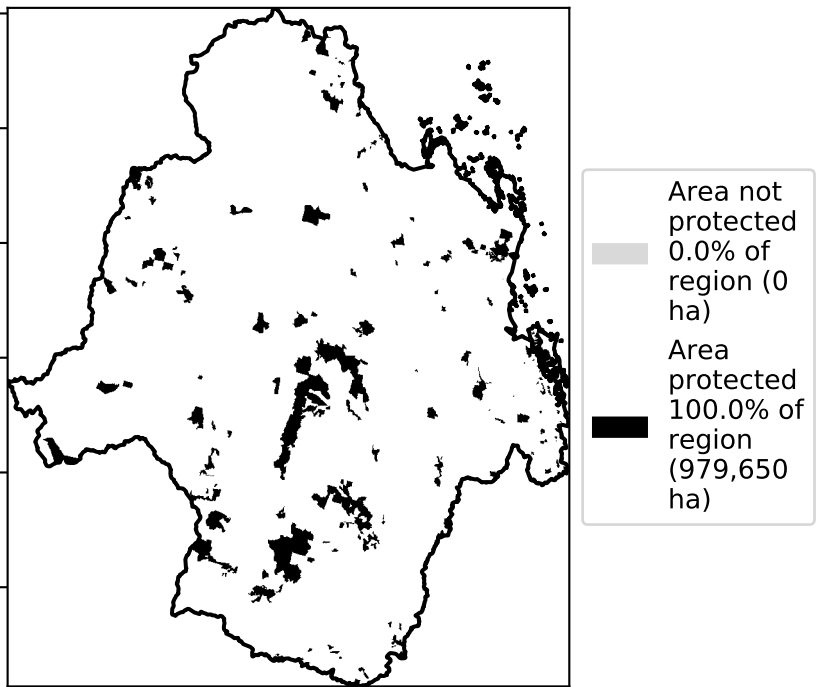 Area not
protected
0.0% of
region (0
ha)
Area
protected
100.0% of
region
(979,650
ha)